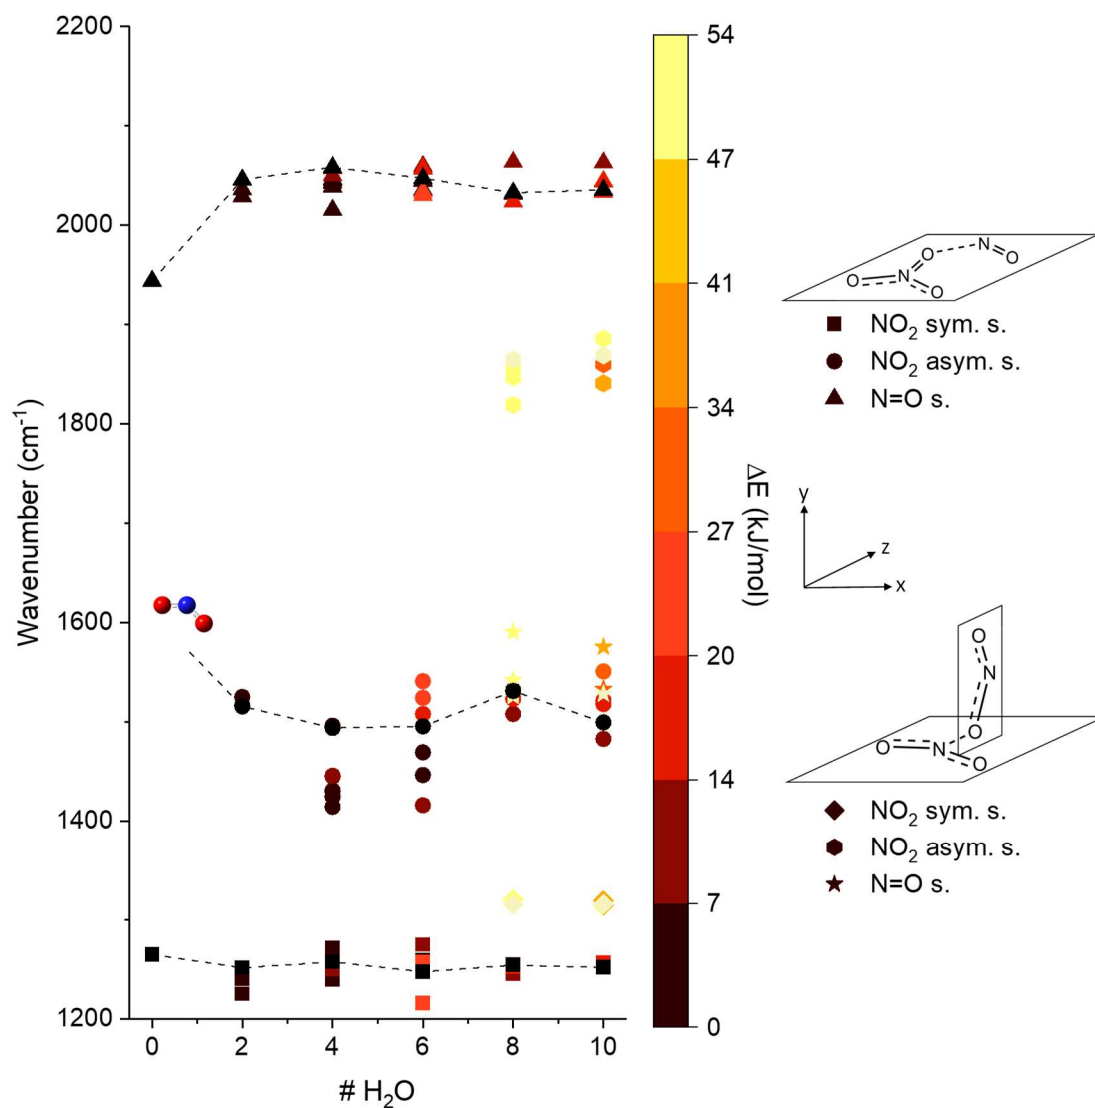 2200
2000
1800
1600
1400
1200
Wavenumber (cm⁻¹)
0 2 4 6 8 10
# H₂O
54
47
41
34
27
20
14
7
0
ΔE (kJ/mol)
O N O O N O
NO₂ sym. s.
NO₂ asym. s.
N=O s.
y
z
x
O
N
O
O N O
NO₂ sym. s.
NO₂ asym. s.
N=O s.